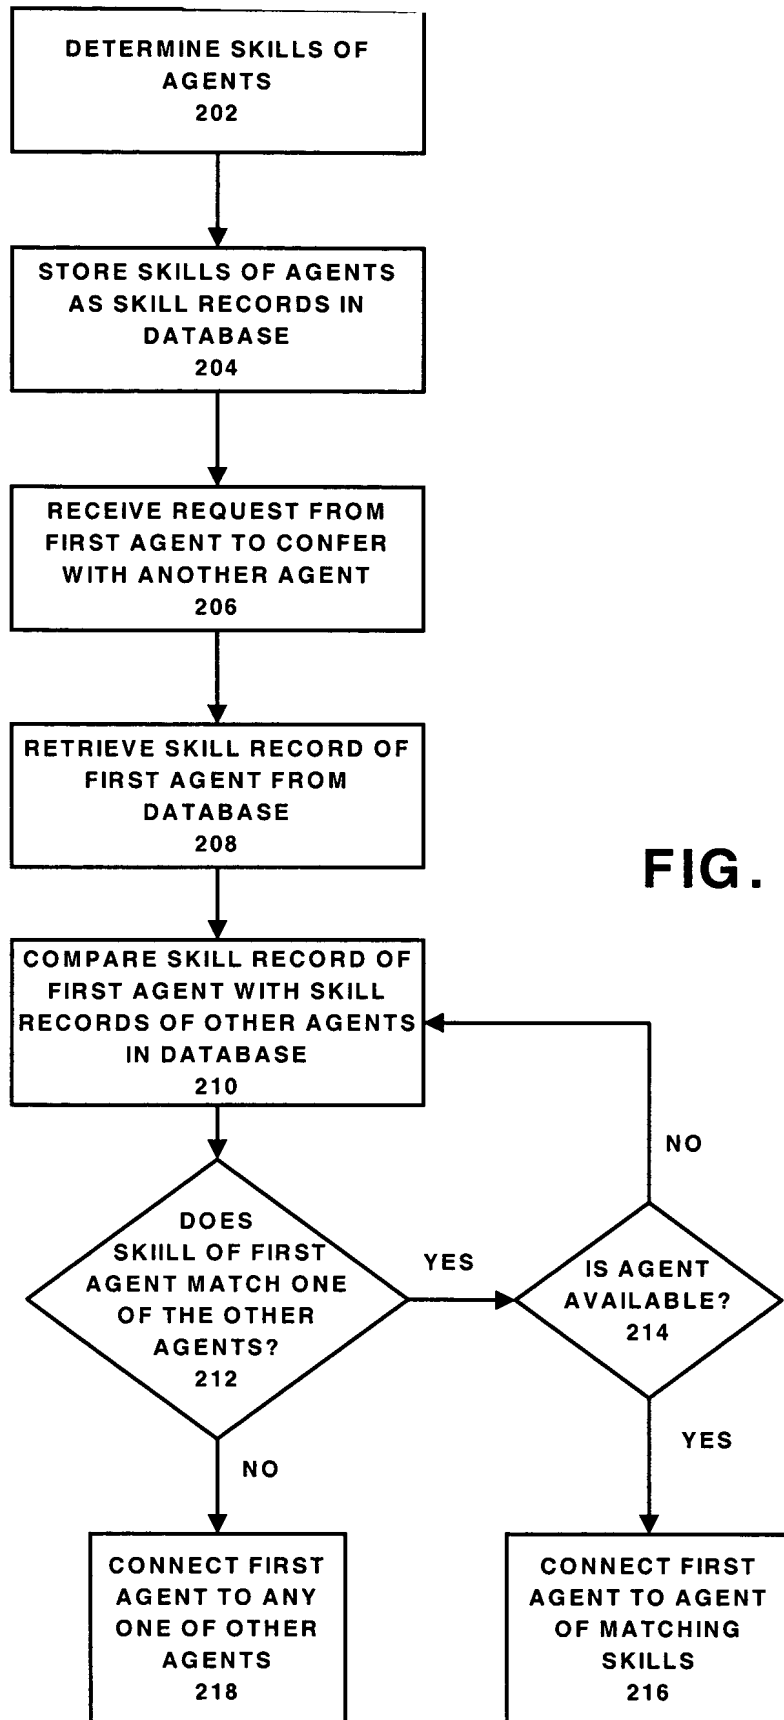 DETERMINE SKILLS OF
AGENTS
202
STORE SKILLS OF AGENTS
AS SKILL RECORDS IN
DATABASE
204
RECEIVE REQUEST FROM
FIRST AGENT TO CONFER
WITH ANOTHER AGENT
206
RETRIEVE SKILL RECORD OF
FIRST AGENT FROM
DATABASE
208
FIG.
COMPARE SKILL RECORD OF
FIRST AGENT WITH SKILL
RECORDS OF OTHER AGENTS
IN DATABASE
210
NO
DOES
SKIILL OF FIRST
AGENT MATCH ONE
OF THE OTHER
AGENTS?
212
YES
IS AGENT
AVAILABLE?
214
NO
YES
CONNECT FIRST
AGENT TO ANY
ONE OF OTHER
AGENTS
218
CONNECT FIRST
AGENT TO AGENT
OF MATCHING
SKILLS
216